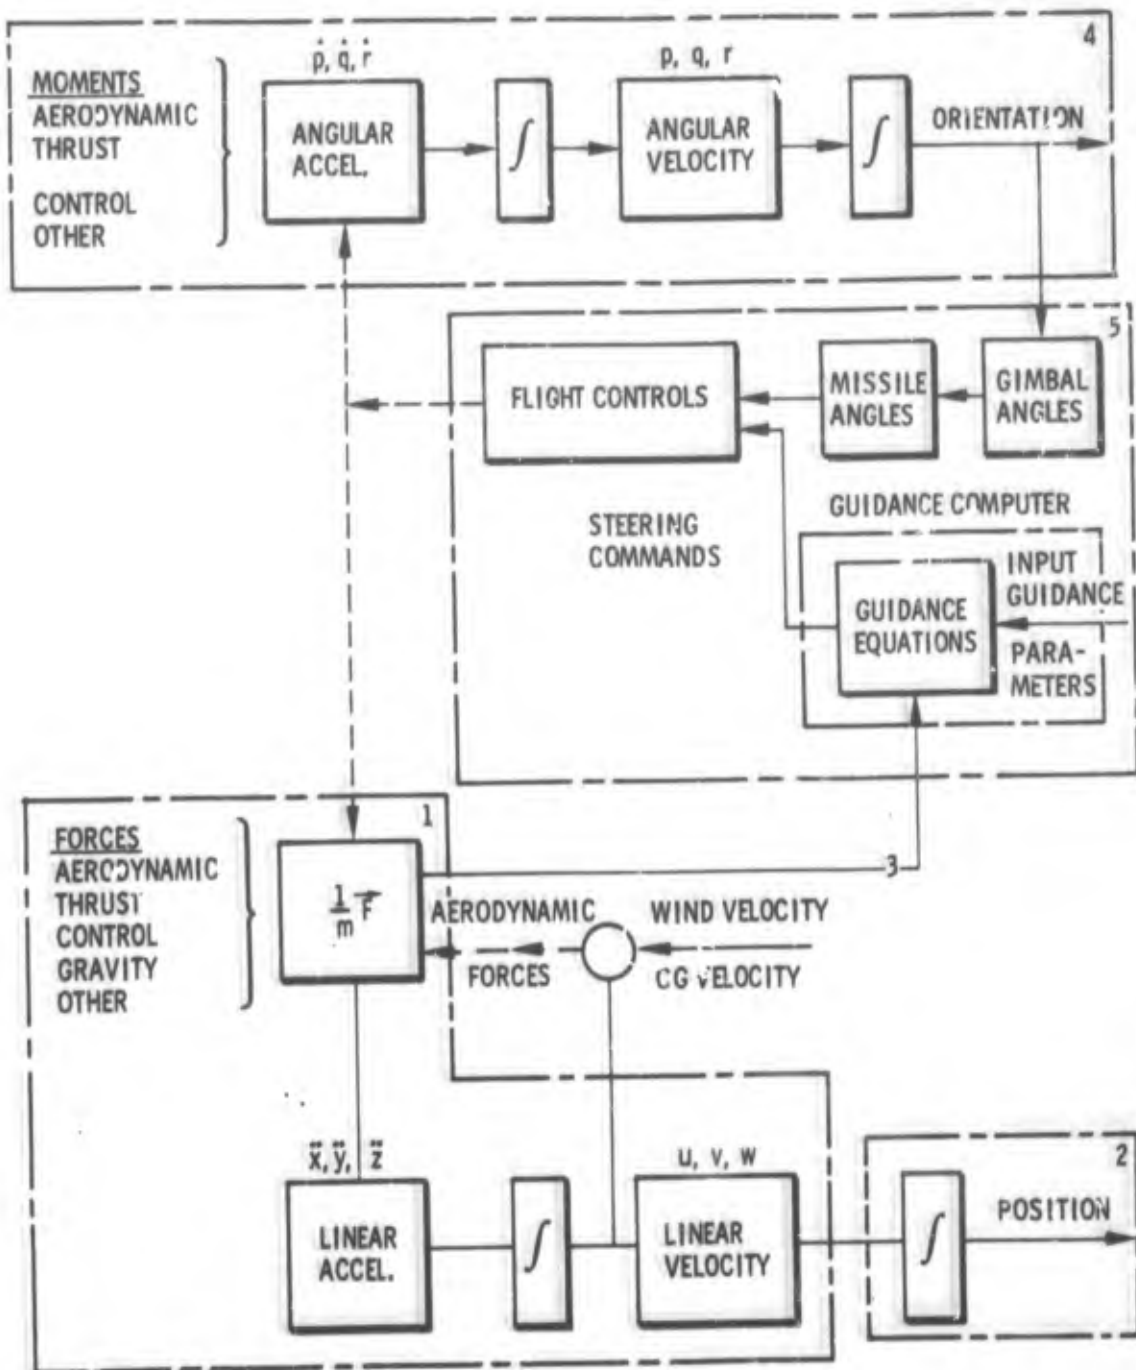 4
MOMENTS
AERODYNAMIC
THRUST
CONTROL
OTHER
ṗ, q̇, ṙ
ANGULAR
ACCEL.
∫
p, q, r
ANGULAR
VELOCITY
∫
ORIENTATION
5
FLIGHT CONTROLS
MISSILE
ANGLES
GIMBAL
ANGLES
STEERING
COMMANDS
GUIDANCE COMPUTER
GUIDANCE
EQUATIONS
INPUT
GUIDANCE
PARA-
METERS
1
FORCES
AERODYNAMIC
THRUST
CONTROL
GRAVITY
OTHER
1/m F⃗
3
AERODYNAMIC
FORCES
WIND VELOCITY
CG VELOCITY
ẍ, ÿ, z̈
LINEAR
ACCEL.
∫
u, v, w
LINEAR
VELOCITY
2
∫
POSITION